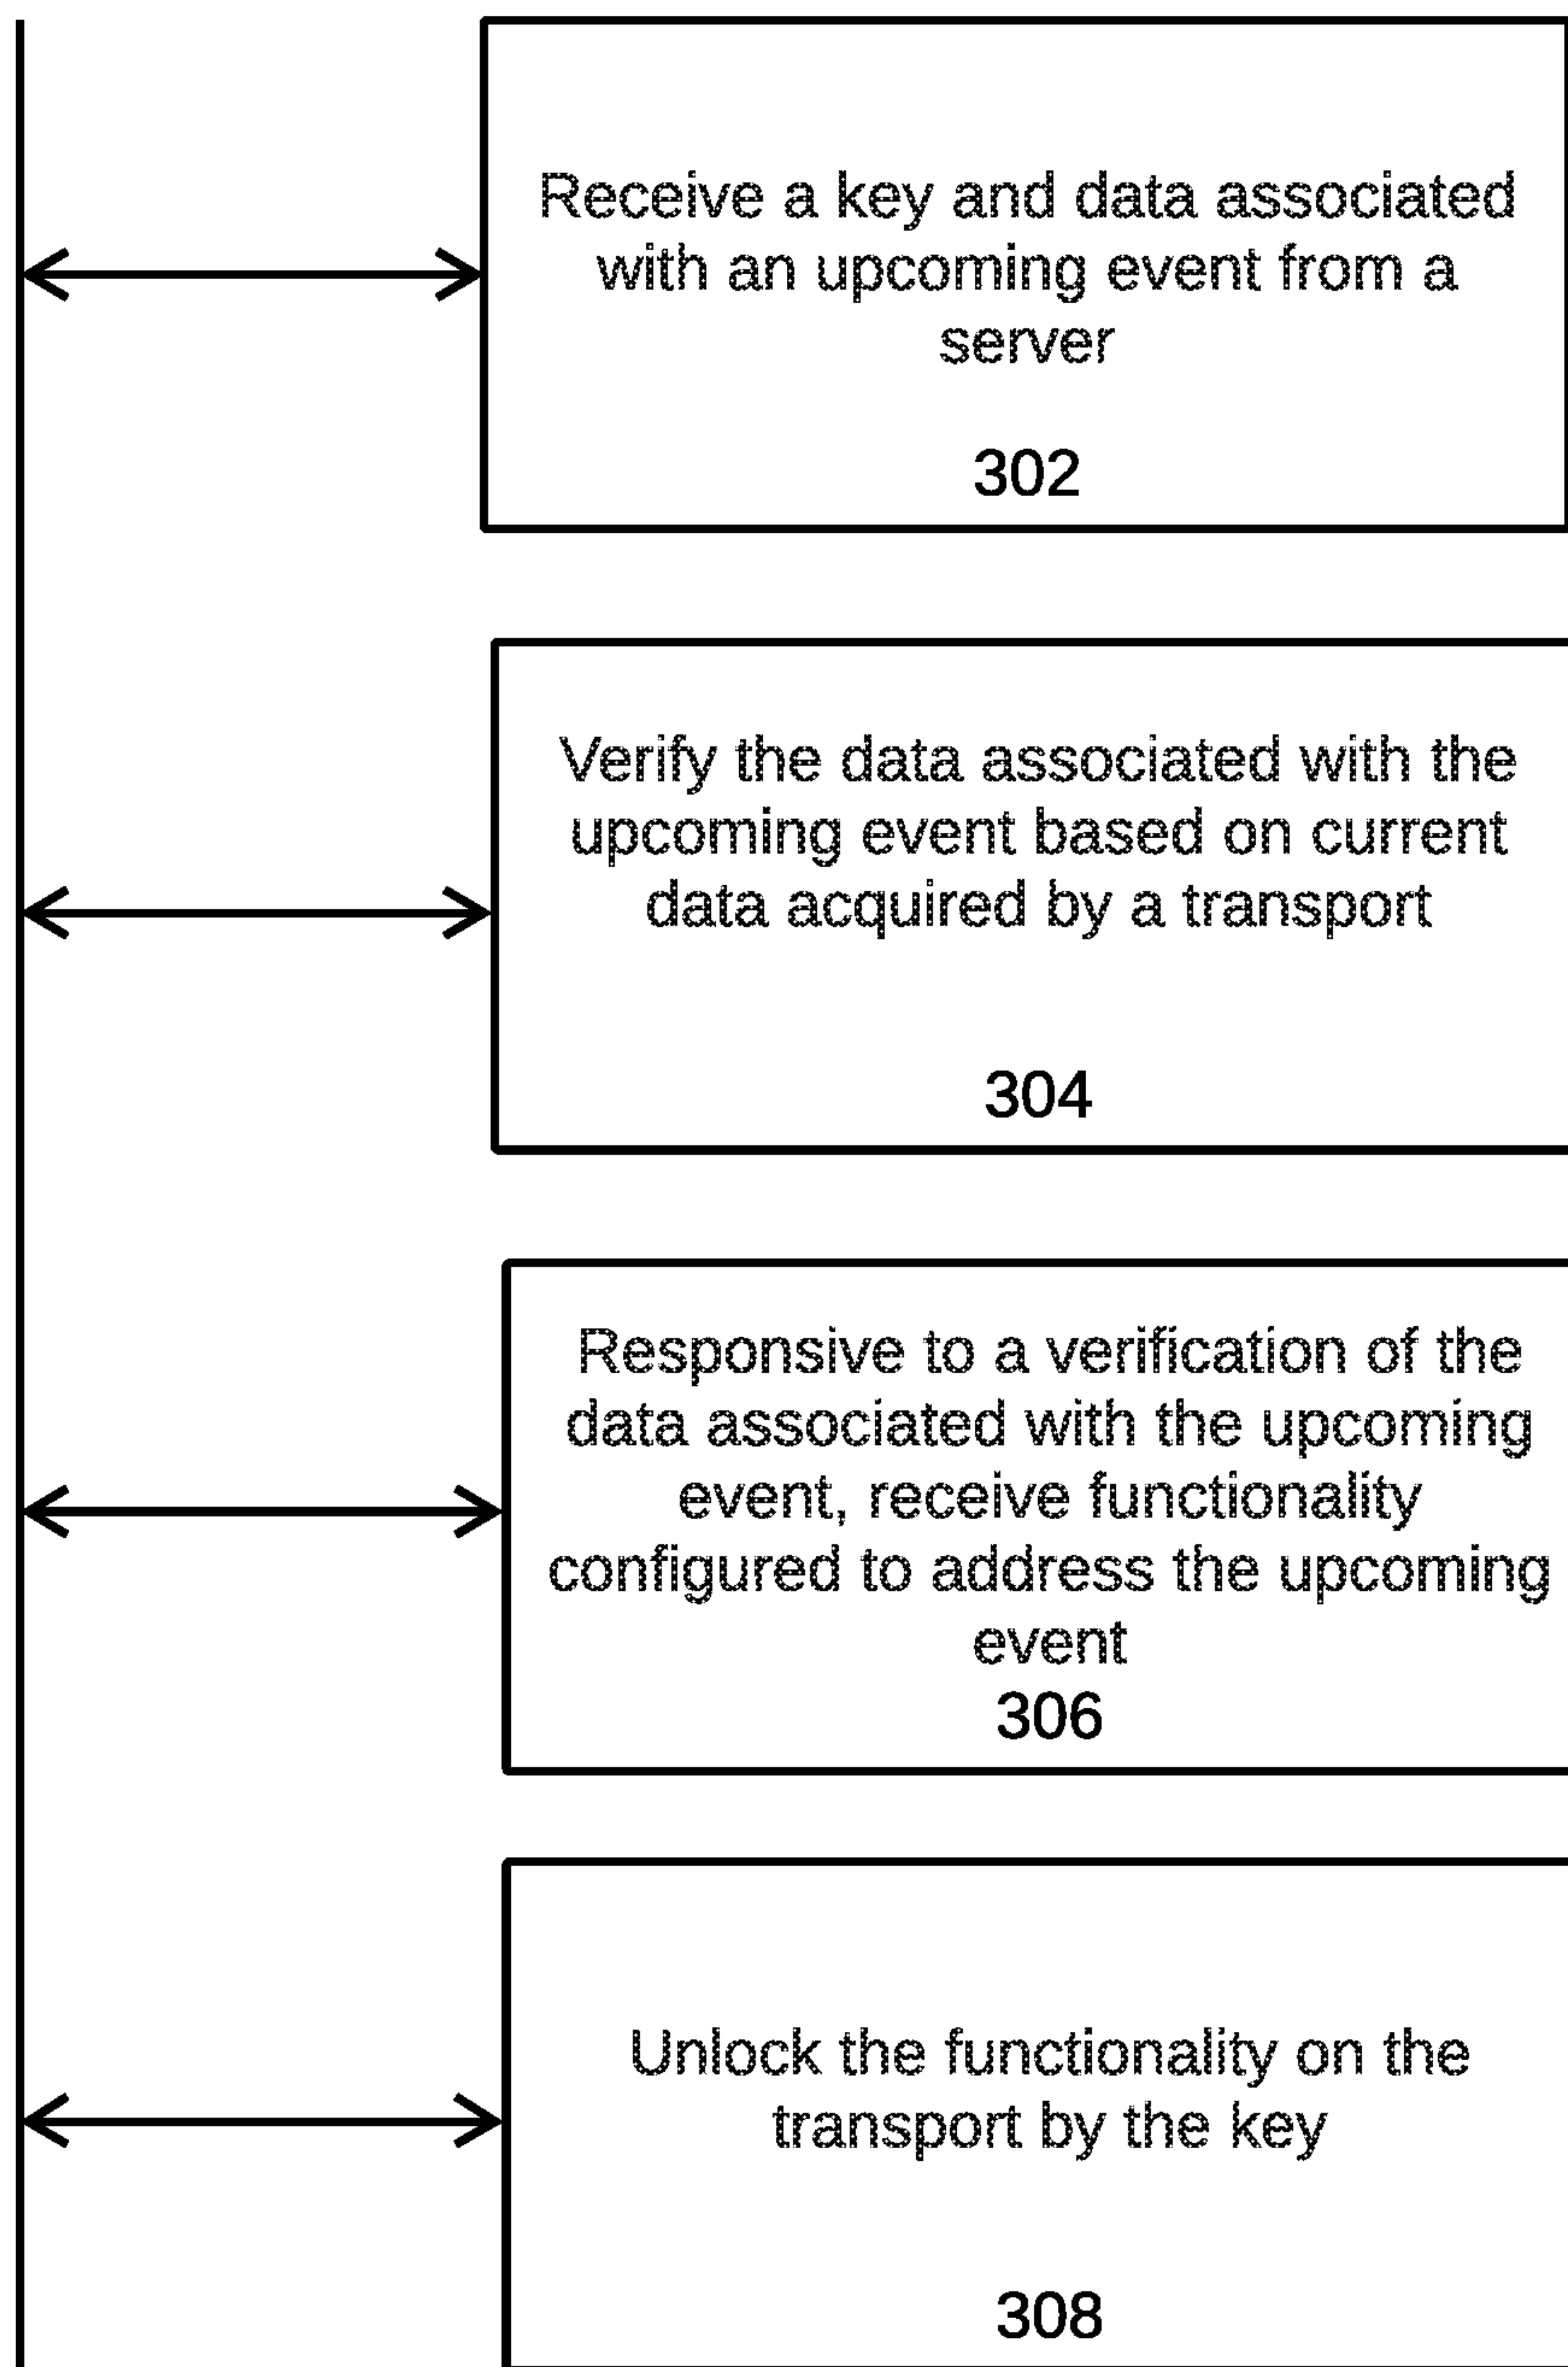 Receive a key and data associated
with an upcoming event from a
server
302
Verify the data associated with the
upcoming event based on current
data acquired by a transport
304
Responsive to a verification of the
data associated with the upcoming
event, receive functionality
configured to address the upcoming
event
306
Unlock the functionality on the
transport by the key
308